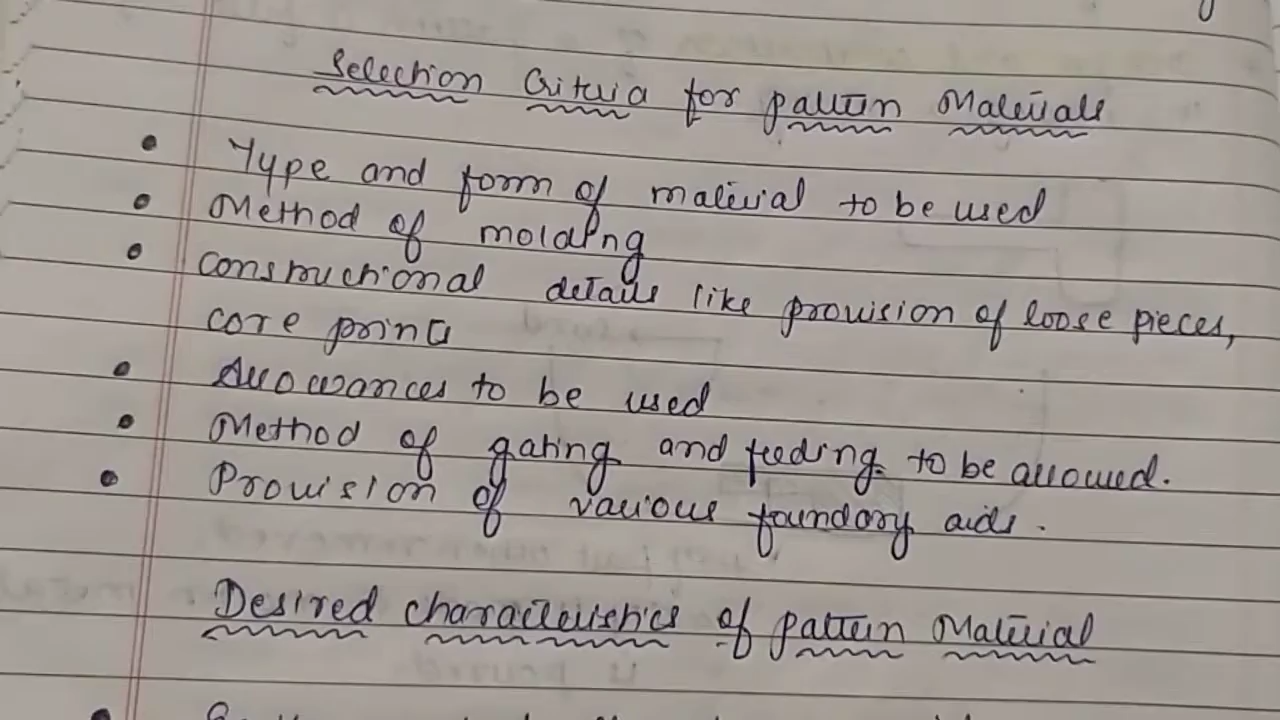 Selection Criteria for pattern Materials
• Type and form of material to be used
• Method of molding
• constructional details like provision of loose pieces,
core prints
• Allowances to be used
• Method of gating and feeding to be allowed.
• Provision of various foundary aids.
Desired characteristics of pattern Material